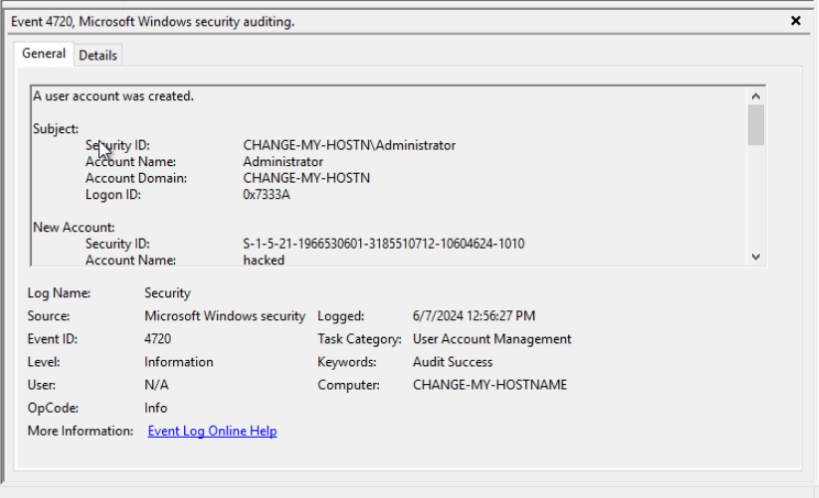 Event 4720, Microsoft Windows security auditing.
General Details
A user account was created.
Subject:
Security ID: CHANGE-MY-HOSTN\Administrator
Account Name: Administrator
Account Domain: CHANGE-MY-HOSTN
Logon ID: 0x7333A
New Account:
Security ID: S-1-5-21-1966530601-3185510712-10604624-1010
Account Name: hacked
Log Name: Security
Source: Microsoft Windows security Logged: 6/7/2024 12:56:27 PM
Event ID: 4720 Task Category: User Account Management
Level: Information Keywords: Audit Success
User: N/A Computer: CHANGE-MY-HOSTNAME
OpCode: Info
More Information: Event Log Online Help